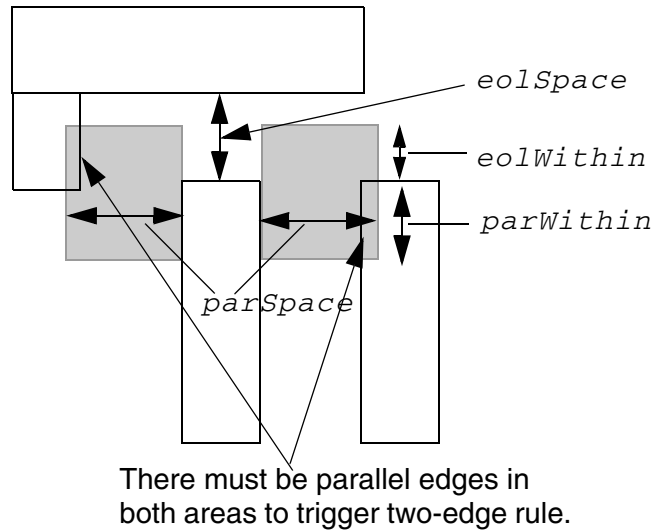 eolSpace
eolWithin
parWithin
parSpace
There must be parallel edges in
both areas to trigger two-edge rule.